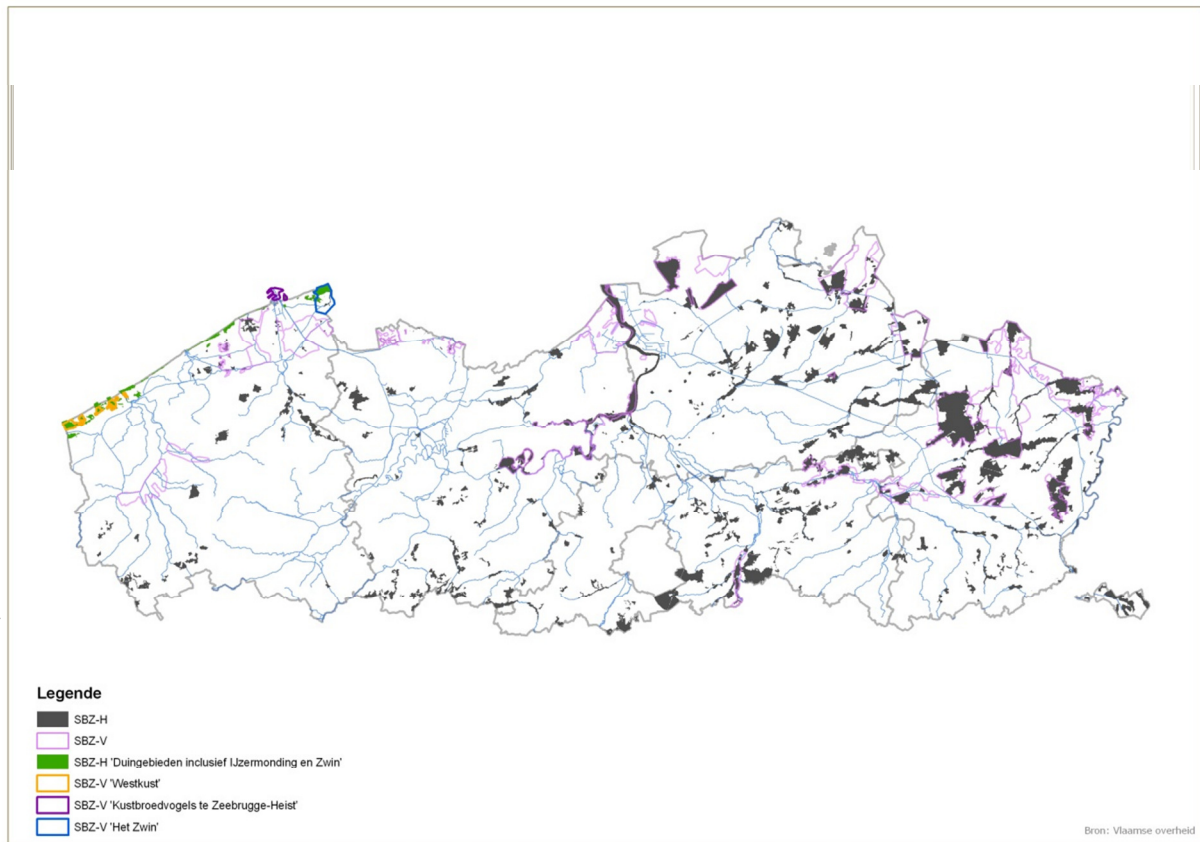 Legende
SBZ-H
SBZ-V
SBZ-H 'Duingebieden inclusief IJzermonding en Zwin'
SBZ-V 'Westkust'
SBZ-V 'Kustbroedvogels te Zeebrugge-Heist'
SBZ-V 'Het Zwin'
Bron: Vlaamse overheid